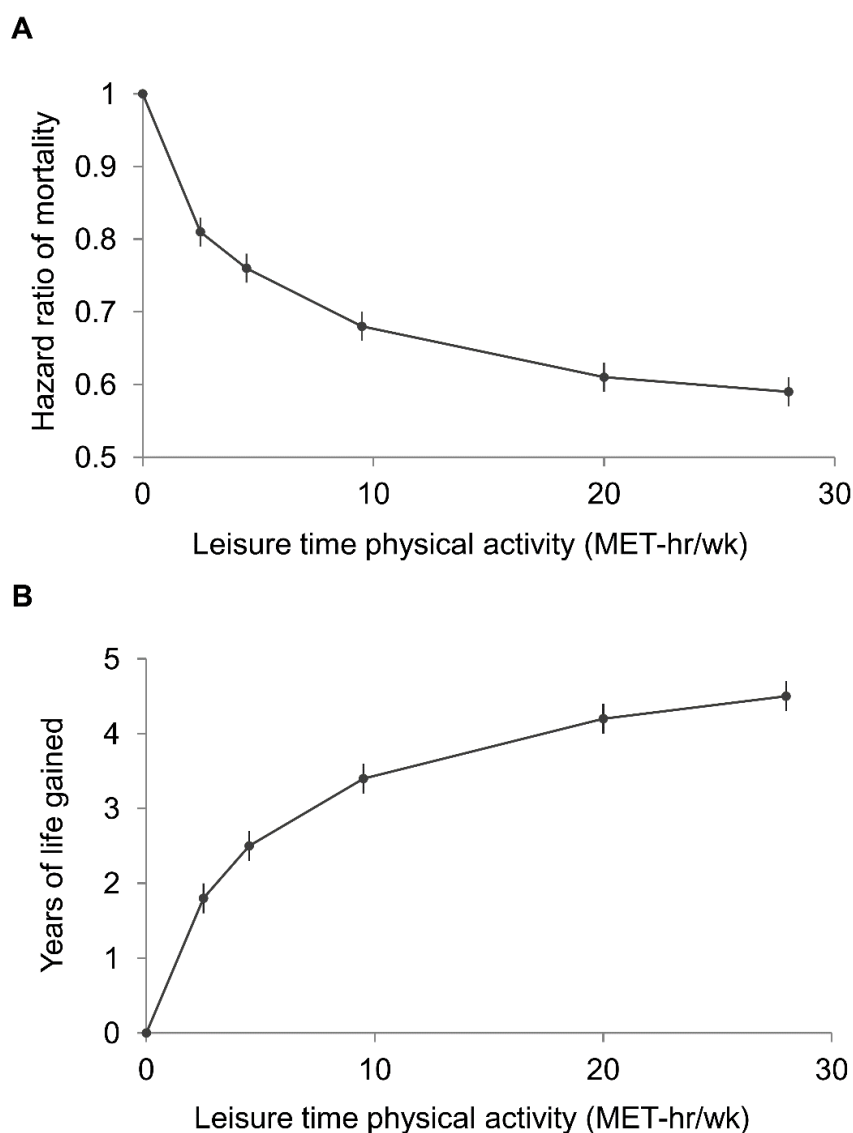 A
Hazard ratio of mortality
1
0.9
0.8
0.7
0.6
0.5
0 10 20 30
Leisure time physical activity (MET-hr/wk)
B
Years of life gained
5
4
3
2
1
0
0 10 20 30
Leisure time physical activity (MET-hr/wk)